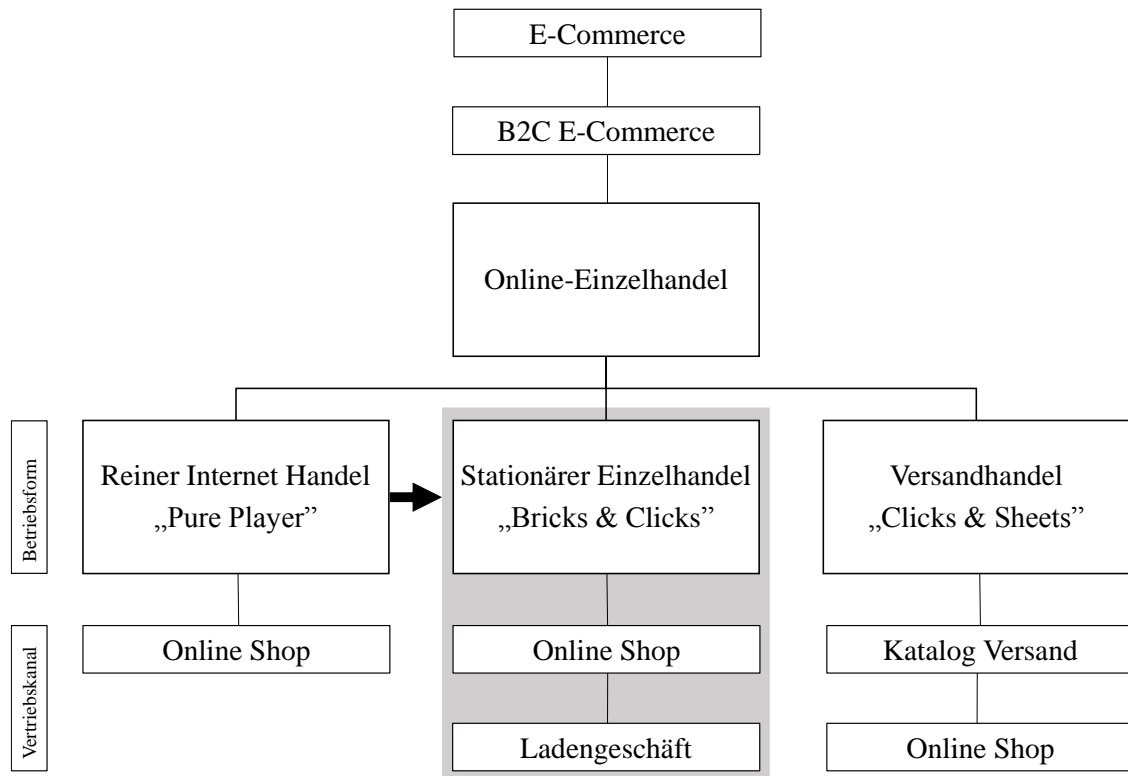 E-Commerce
B2C E-Commerce
Online-Einzelhandel
Betriebsform
Reiner Internet Handel
„Pure Player”
Stationärer Einzelhandel
„Bricks & Clicks”
Versandhandel
„Clicks & Sheets”
Vertriebskanal
Online Shop
Online Shop
Katalog Versand
Ladengeschäft
Online Shop